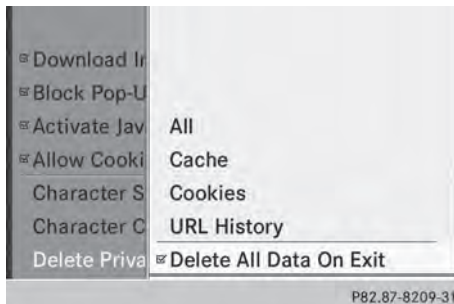 Download Ir
Block Pop-U
Activate Jav
Allow Cooki
Character S
Character C
Delete Priva
All
Cache
Cookies
URL History
Delete All Data On Exit
P82.87-8209-31